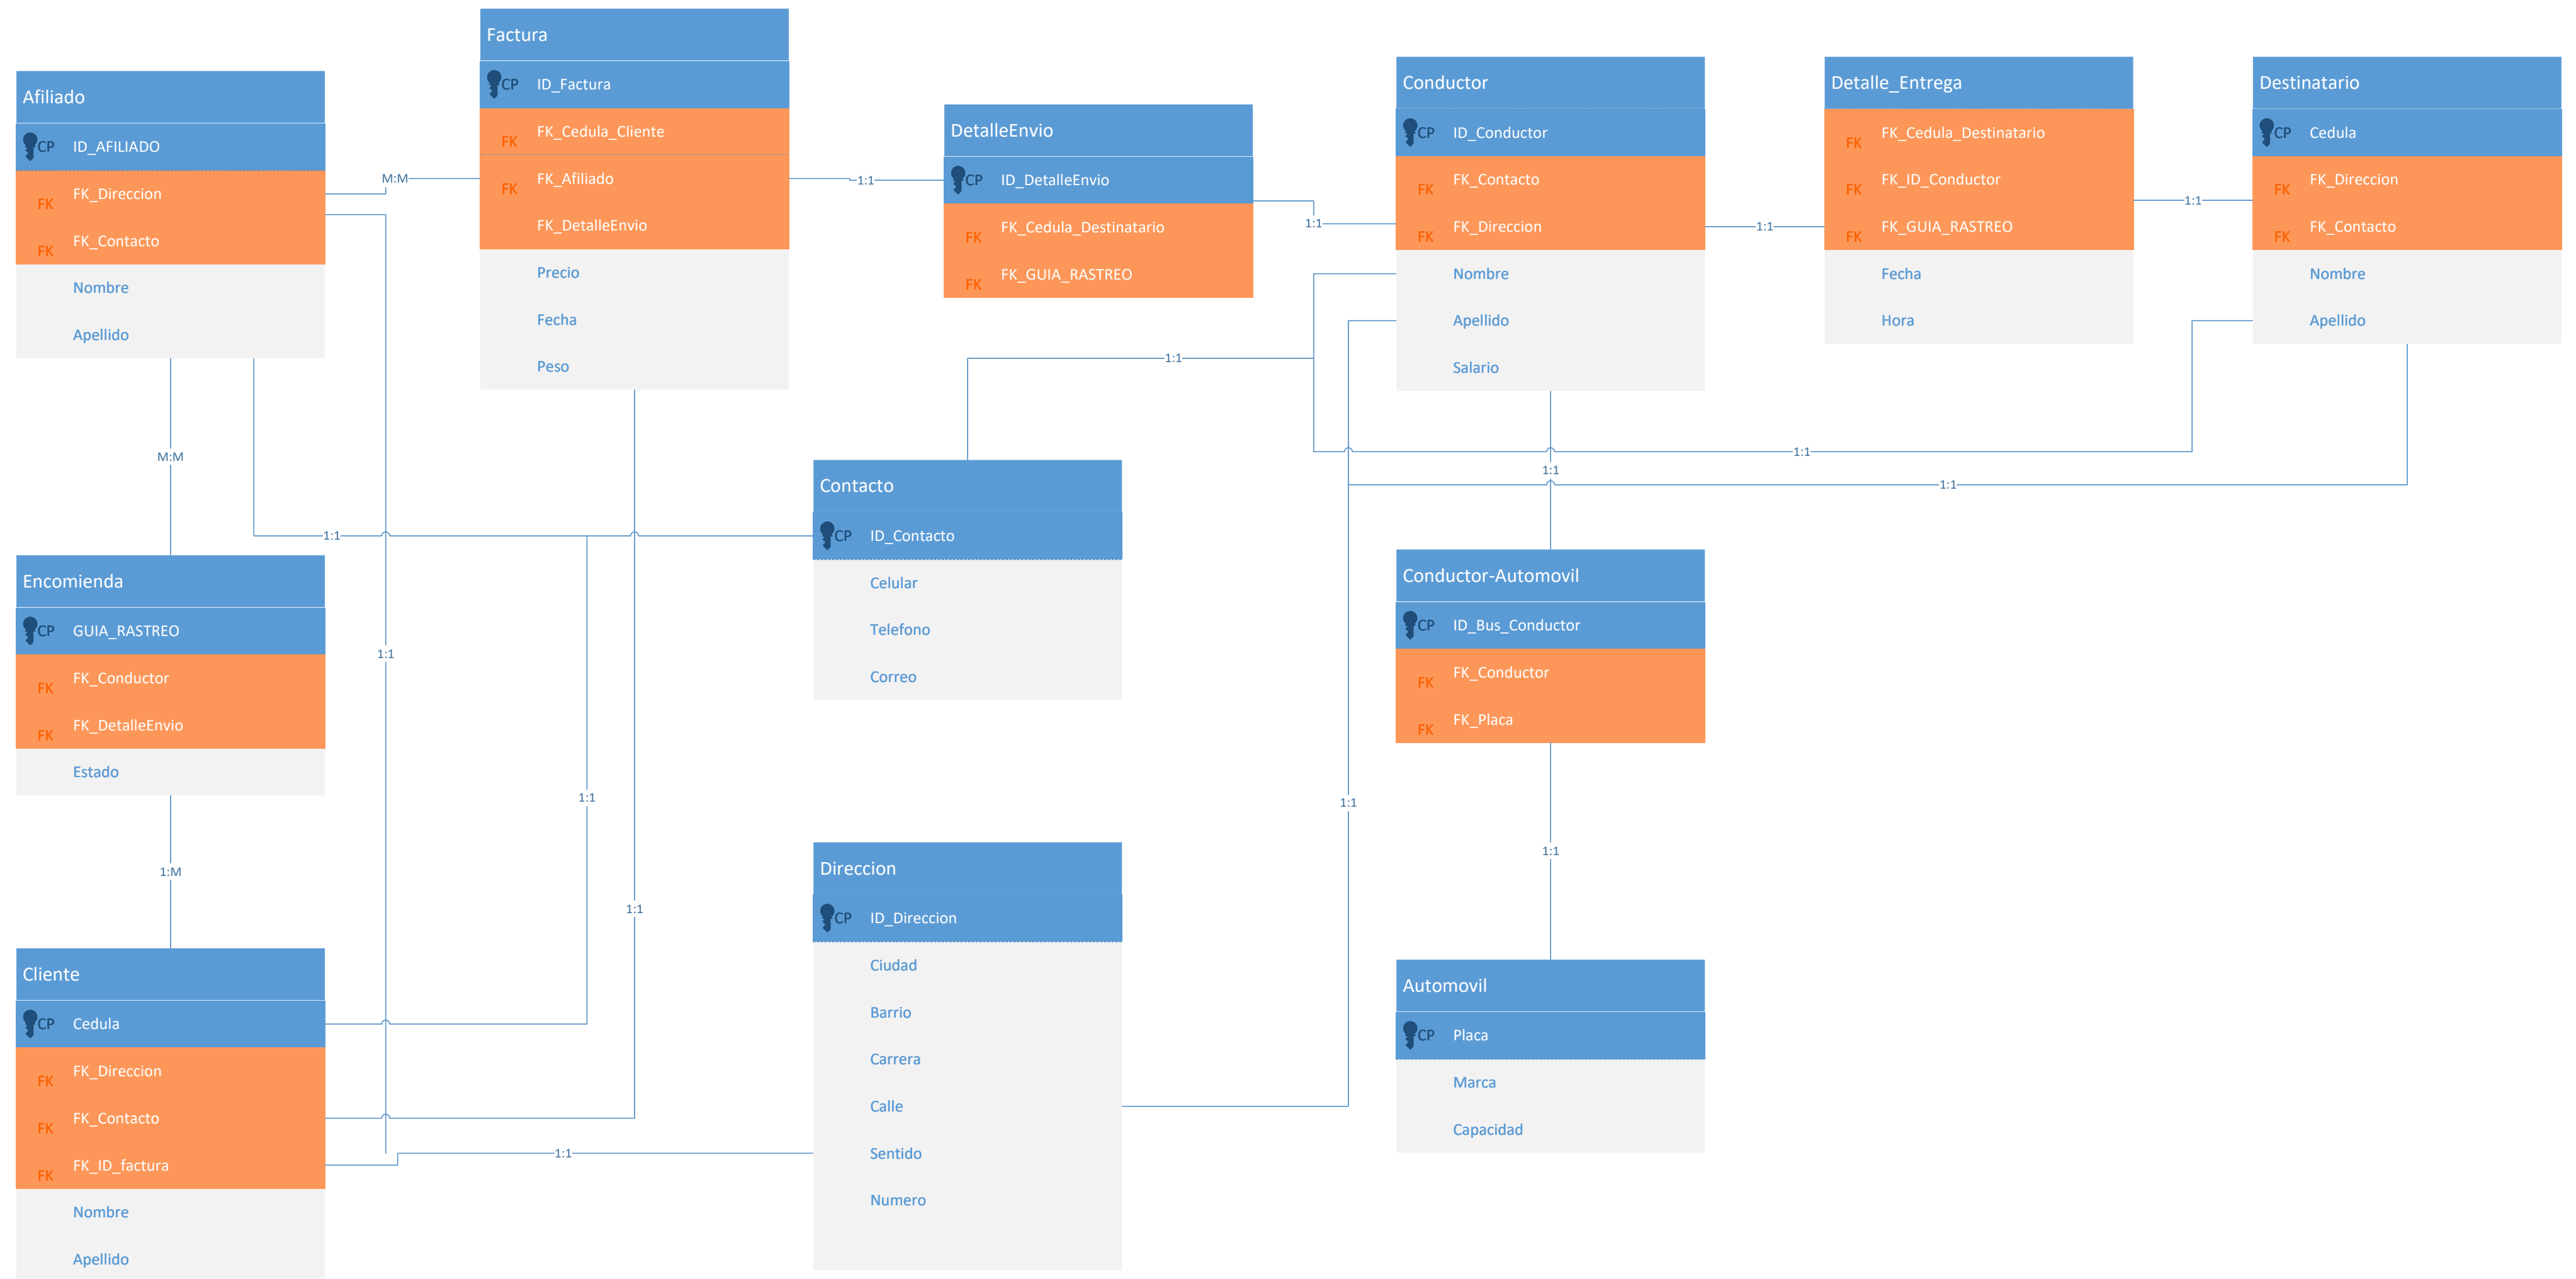 Factura
CP ID_Factura
FK FK_Cedula_Cliente
FK FK_Afiliado
FK_DetalleEnvio
Precio
Fecha
Peso
Afiliado
CP ID_AFILIADO
FK FK_Direccion
FK FK_Contacto
Nombre
Apellido
DetalleEnvio
CP ID_DetalleEnvio
FK FK_Cedula_Destinatario
FK FK_GUIA_RASTREO
Conductor
CP ID_Conductor
FK FK_Contacto
FK FK_Direccion
Nombre
Apellido
Salario
Detalle_Entrega
FK FK_Cedula_Destinatario
FK FK_ID_Conductor
FK FK_GUIA_RASTREO
Fecha
Hora
Destinatario
CP Cedula
FK FK_Direccion
FK FK_Contacto
Nombre
Apellido
M:M
1:1
1:1
1:1
1:1
1:1
M:M
1:1
1:1
1:1
1:1
Contacto
CP ID_Contacto
Celular
Telefono
Correo
Encomienda
CP GUIA_RASTREO
FK FK_Conductor
FK FK_DetalleEnvio
Estado
Conductor-Automovil
CP ID_Bus_Conductor
FK FK_Conductor
FK FK_Placa
1:1
1:1
1:1
1:1
1:M
1:1
1:1
Direccion
CP ID_Direccion
Ciudad
Barrio
Carrera
Calle
Sentido
Numero
Cliente
CP Cedula
FK FK_Direccion
FK FK_Contacto
FK FK_ID_factura
Nombre
Apellido
Automovil
CP Placa
Marca
Capacidad